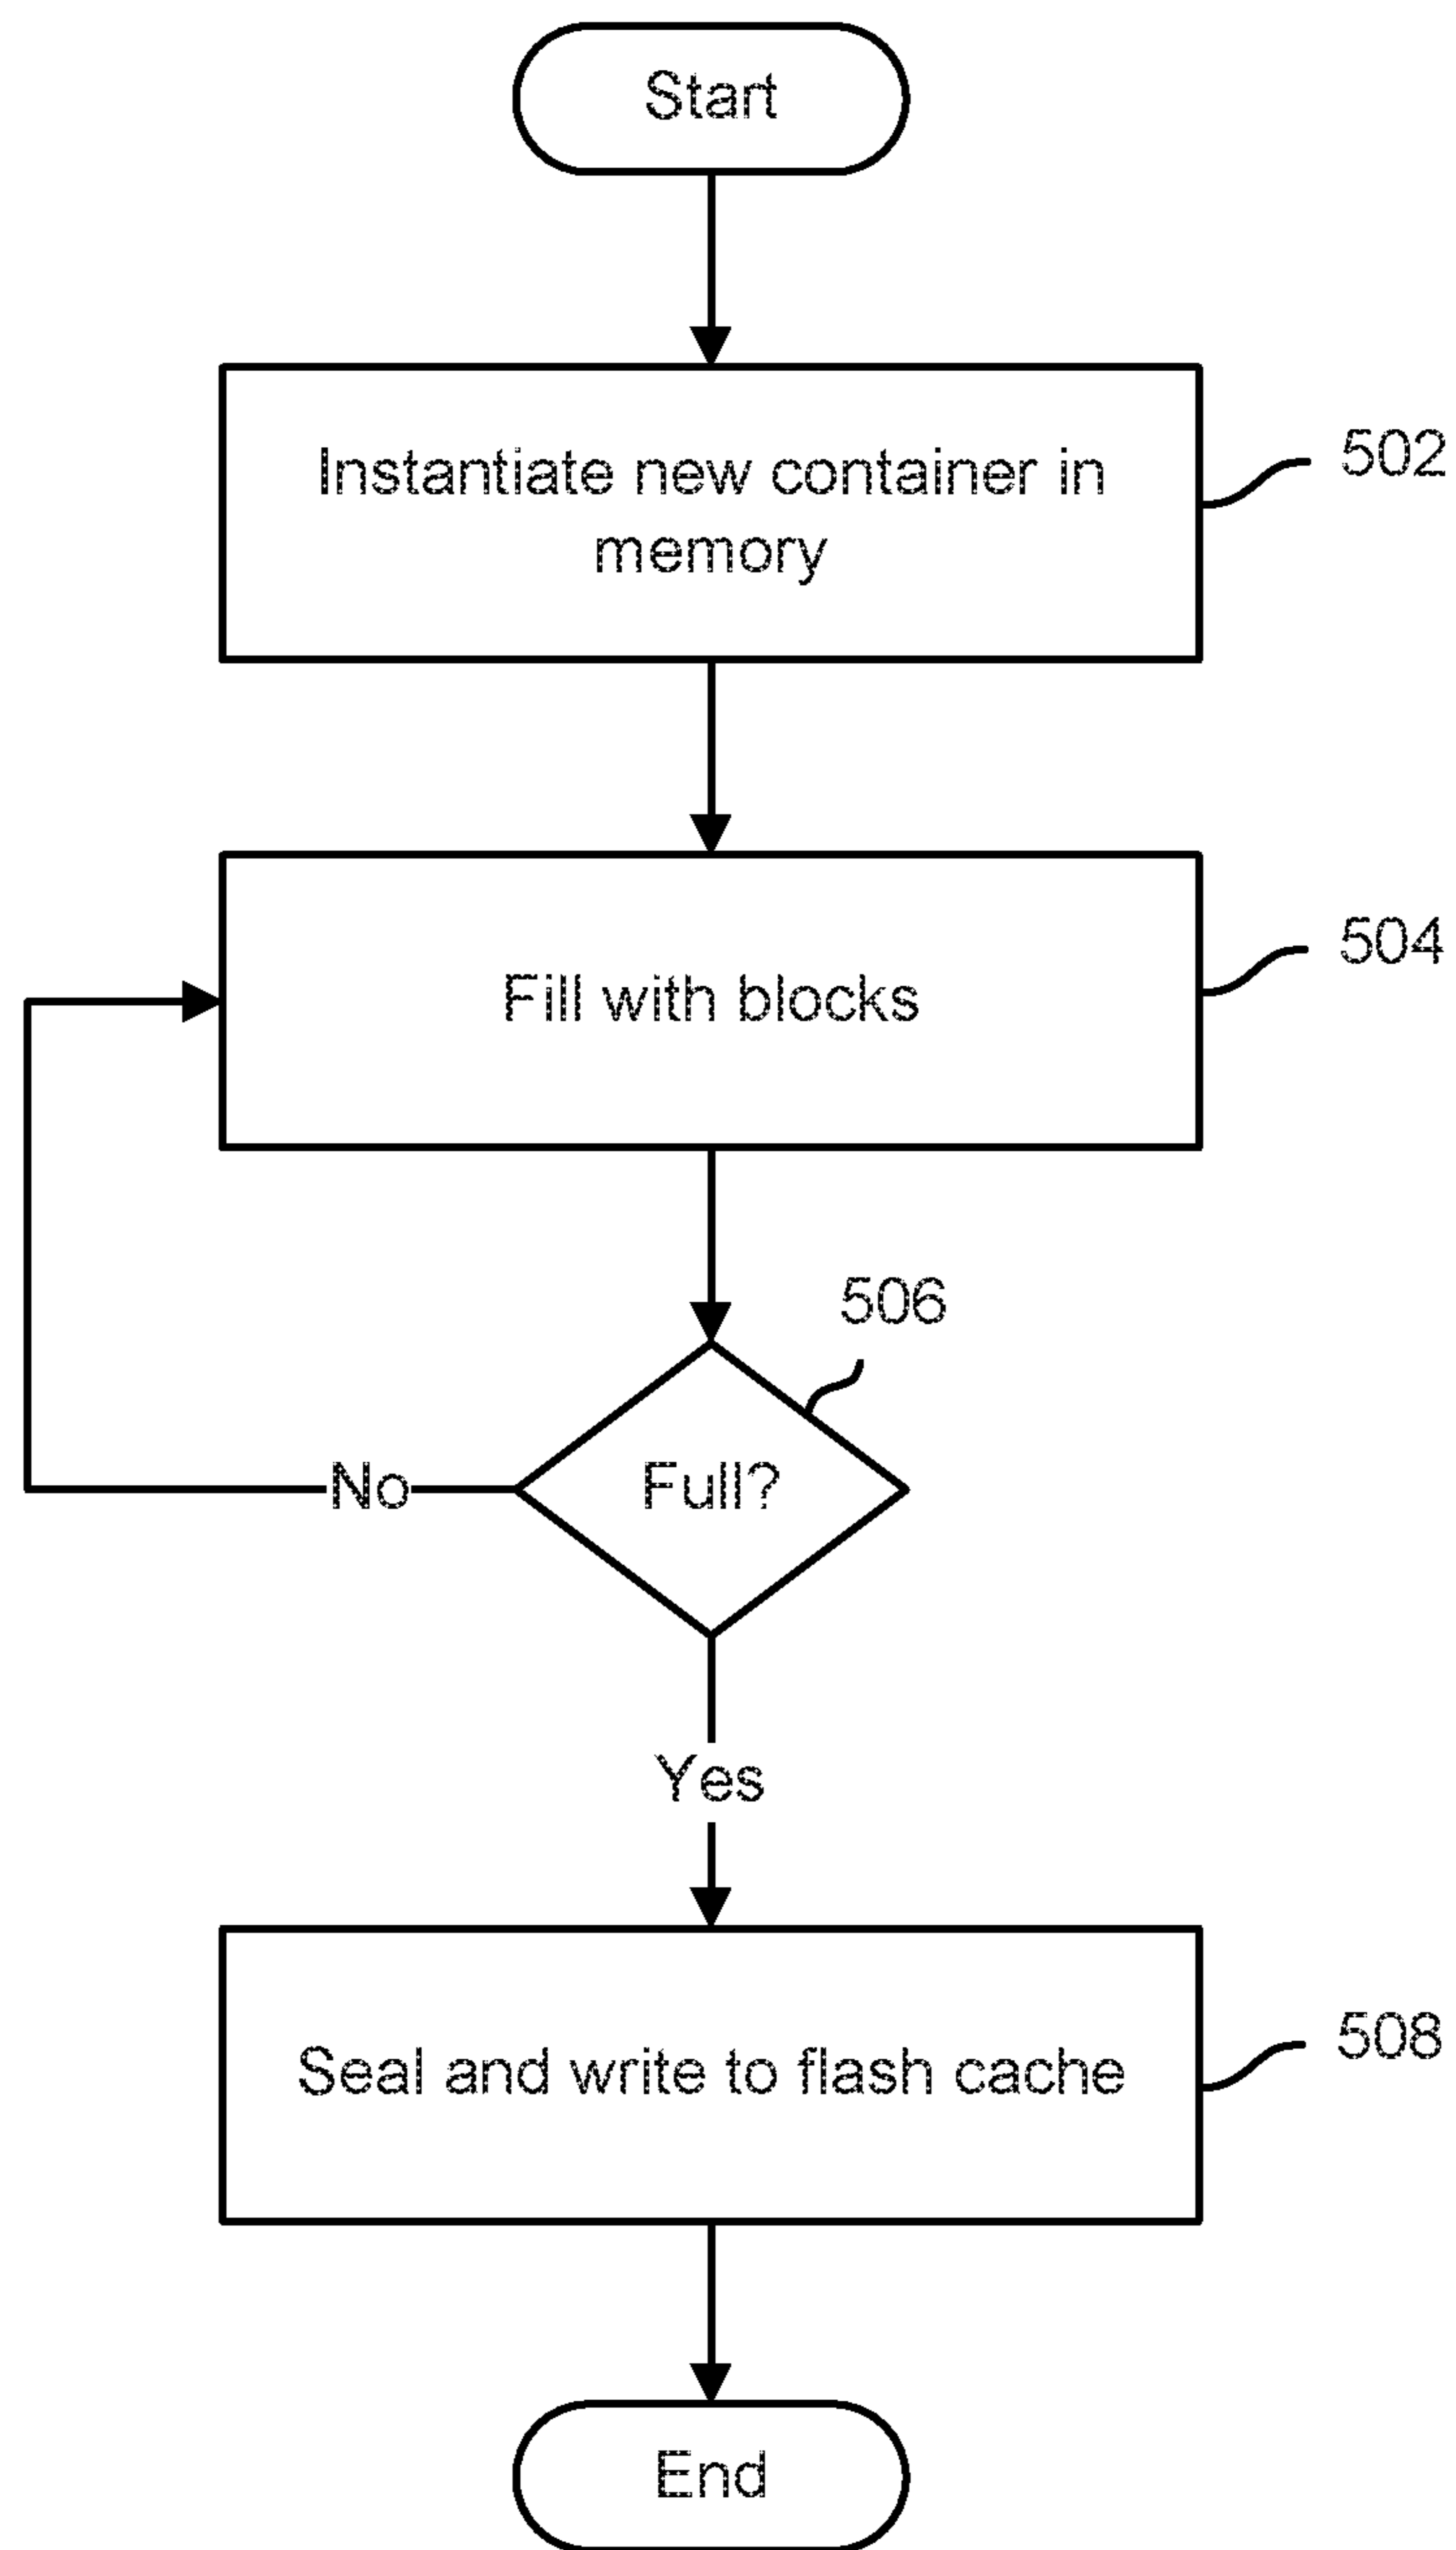 Start
Instantiate new container in
memory
502
Fill with blocks
504
506
Full?
No
Yes
Seal and write to flash cache
508
End